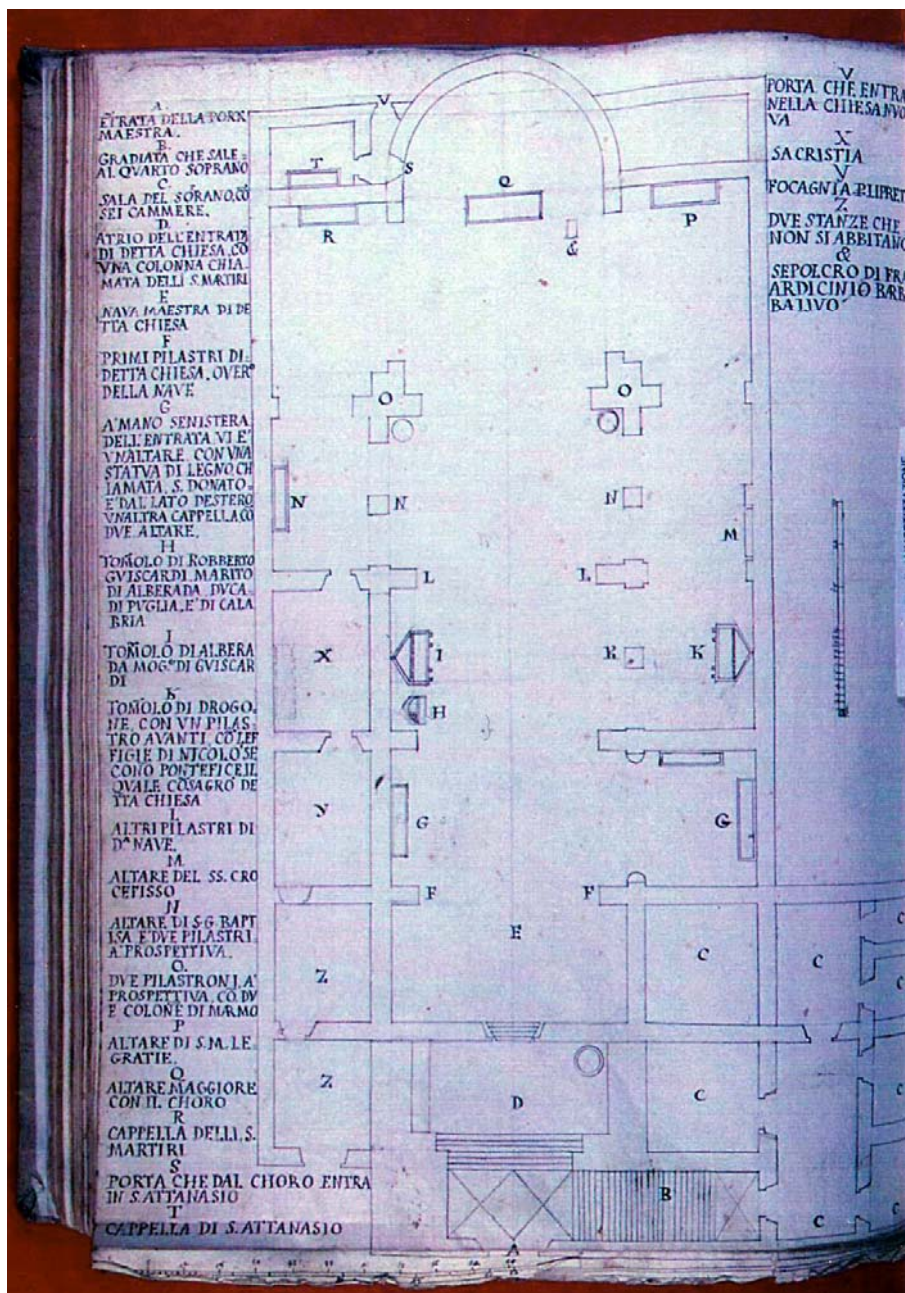 A
ETRATA DELLA PORTA
MAESTRA.
B.
GRADIATA CHE SALE
AL QVARTO SOPRANO
C
SALA DEL SORANO, CO
SEI CAMMERE.
D.
ATRIO DELL'ENTRATA
DI DETTA CHIESA, CO
VNA COLONNA CHIA
MATA DELLI S. MARTIRI
E
NAVA MAESTRA DI DE
TTA CHIESA
F
PRIMI PILASTRI DI
DETTA CHIESA, OVERO
DELLA NAVE
G
A'MANO SENISTERA
DELL'ENTRATA VI E'
VN'ALTARE CON VNA
STATVA DI LEGNO, CH
IAMATA, S. DONATO
E DAL LATO DESTERO
VN'ALTRA CAPPELLA, CO
DVE ALTARE.
H
TOMOLO DI ROBBERTO
GVISCARDI, MARITO
DI ALBERADA DVCA
DI PVGLIA, E' DI CALA
BRIA
I
TOMOLO DI ALBERA
DA MOGe DI GVISCAR
DI
K
TOMOLO DI DROGO
NE, CON VN PILAS
TRO AVANTI, CO LEF
FIGIE DI NICOLO' SE
CONO PONTEFICE IL
QVALE COSAGRO' DE
TTA CHIESA
L
ALTRI PILASTRI DI
Da NAVE.
M
ALTARE DEL SS. CRO
CEFISSO
N
ALTARE DI S. G. BAPT
ISA E DVE PILASTRI
A' PROSPETTIVA.
O.
DVE PILASTRONI A'
PROSPETTIVA, CO DV
E COLONE DI MARMO
P
ALTARE DI S. M. LE
GRATIE.
Q
ALTARE MAGGIORE
CON IL CHORO
R
CAPPELLA DELLI S.
MARTIRI
S
PORTA CHE DAL CHORO ENTRA
IN S. ATTANASIO
T
CAPPELLA DI S. ATTANASIO
V
PORTA CHE ENTRA
NELLA CHIESA NVO
VA
X
SACRISTIA
V
FOCAGNIA P. LI PRET
Z
DVE STANZE CHE
NON SI ABBITANO
&
SEPOLCRO DI FRA
ARDICINIO BARB
BALIVO
V
T
S
Q
R
&
P
O
O
N
N
N
M
L
L
X
I
K
K
H
Y
G
G
F
F
E
Z
C
C
C
C
Z
D
C
B
C
C
A